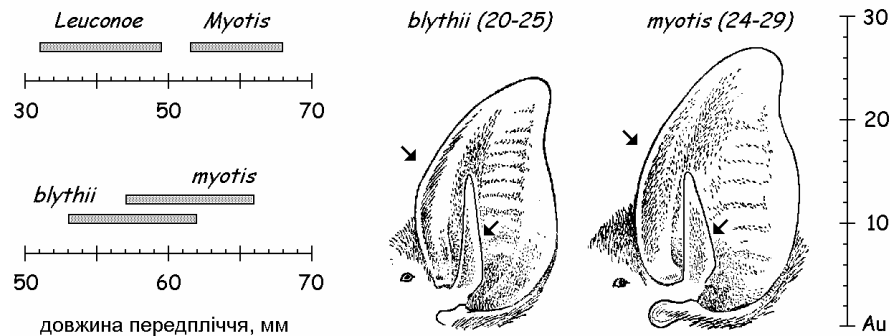 Leuconoe Myotis
30 50 70
blythii myotis
50 60 70
довжина передпліччя, мм
blythii (20-25) myotis (24-29)
30
20
10
Au